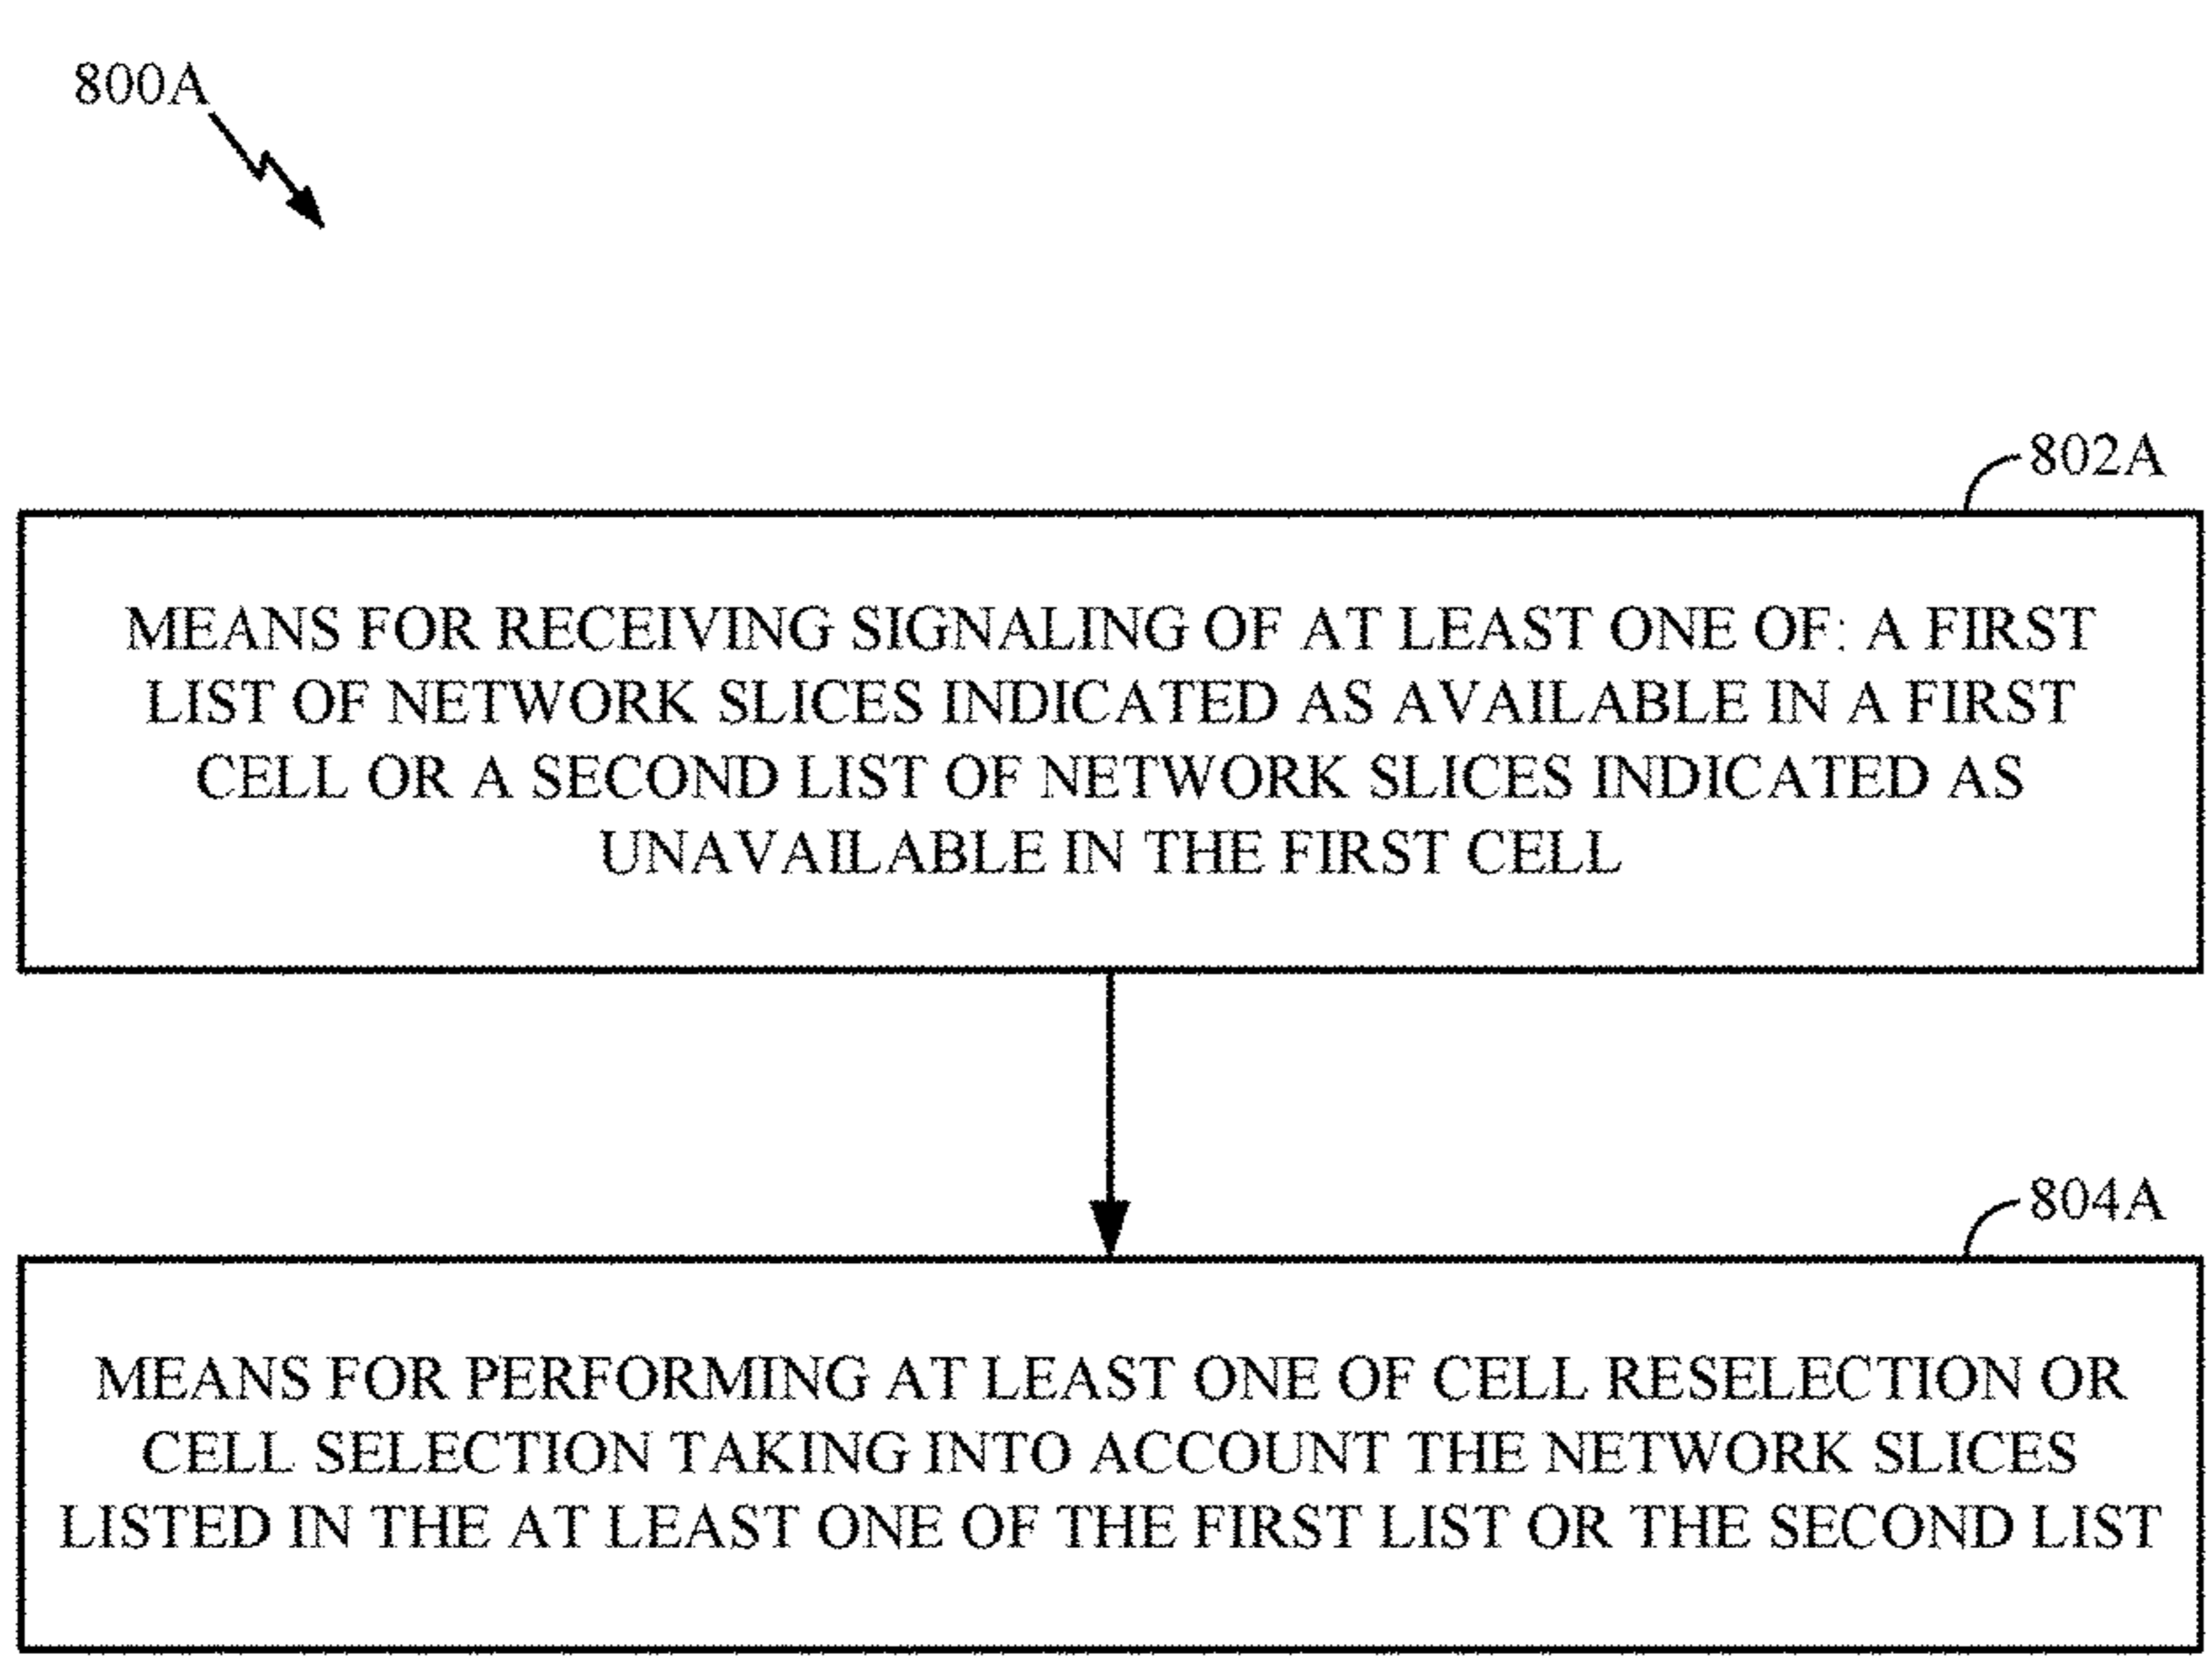 800A
802A
MEANS FOR RECEIVING SIGNALING OF AT LEAST ONE OF: A FIRST
LIST OF NETWORK SLICES INDICATED AS AVAILABLE IN A FIRST
CELL OR A SECOND LIST OF NETWORK SLICES INDICATED AS
UNAVAILABLE IN THE FIRST CELL
804A
MEANS FOR PERFORMING AT LEAST ONE OF CELL RESELECTION OR
CELL SELECTION TAKING INTO ACCOUNT THE NETWORK SLICES
LISTED IN THE AT LEAST ONE OF THE FIRST LIST OR THE SECOND LIST